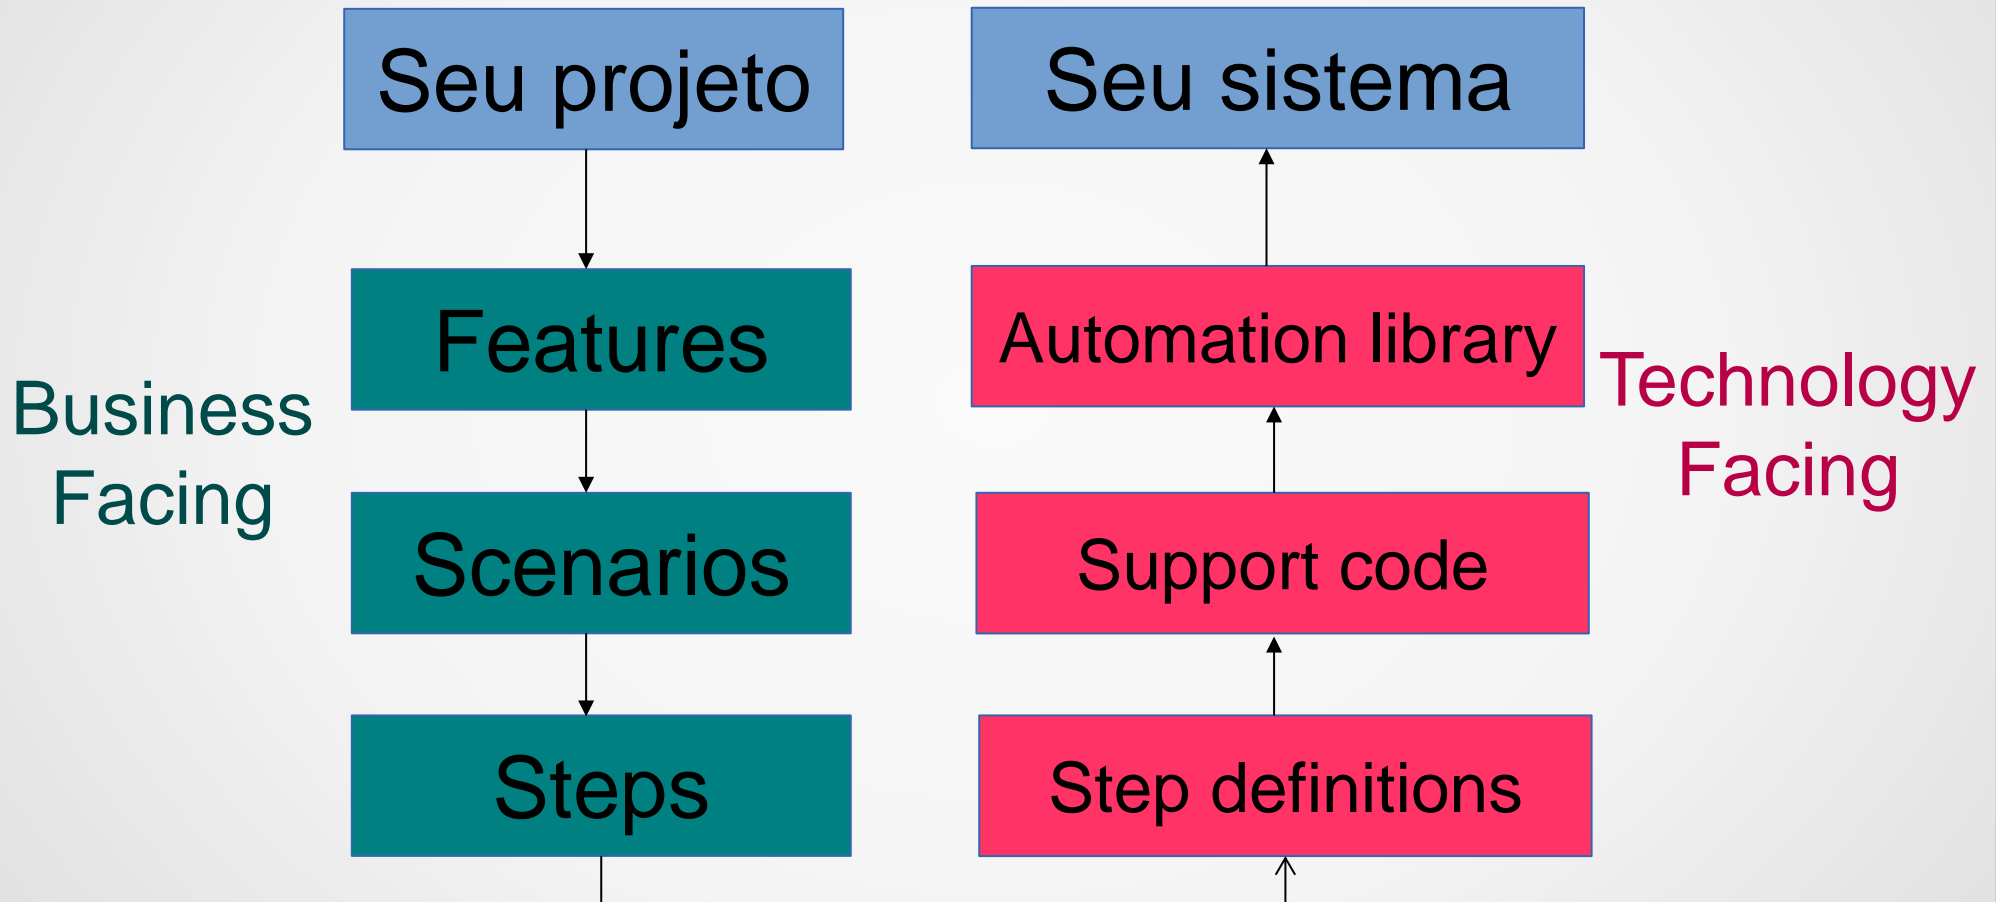 Seu projeto
Seu sistema
Business
Facing
Features
Automation library
Technology
Facing
Scenarios
Support code
Steps
Step definitions